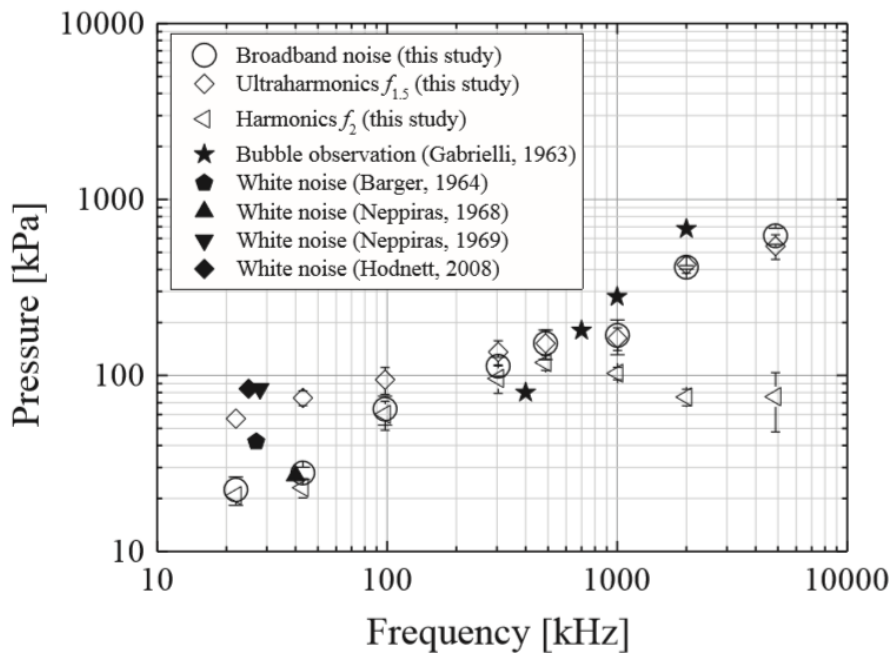 10000
1000
100
10
Pressure [kPa]
Broadband noise (this study)
Ultraharmonics f1.5 (this study)
Harmonics f2 (this study)
Bubble observation (Gabrielli, 1963)
White noise (Barger, 1964)
White noise (Neppiras, 1968)
White noise (Neppiras, 1969)
White noise (Hodnett, 2008)
10 100 1000 10000
Frequency [kHz]